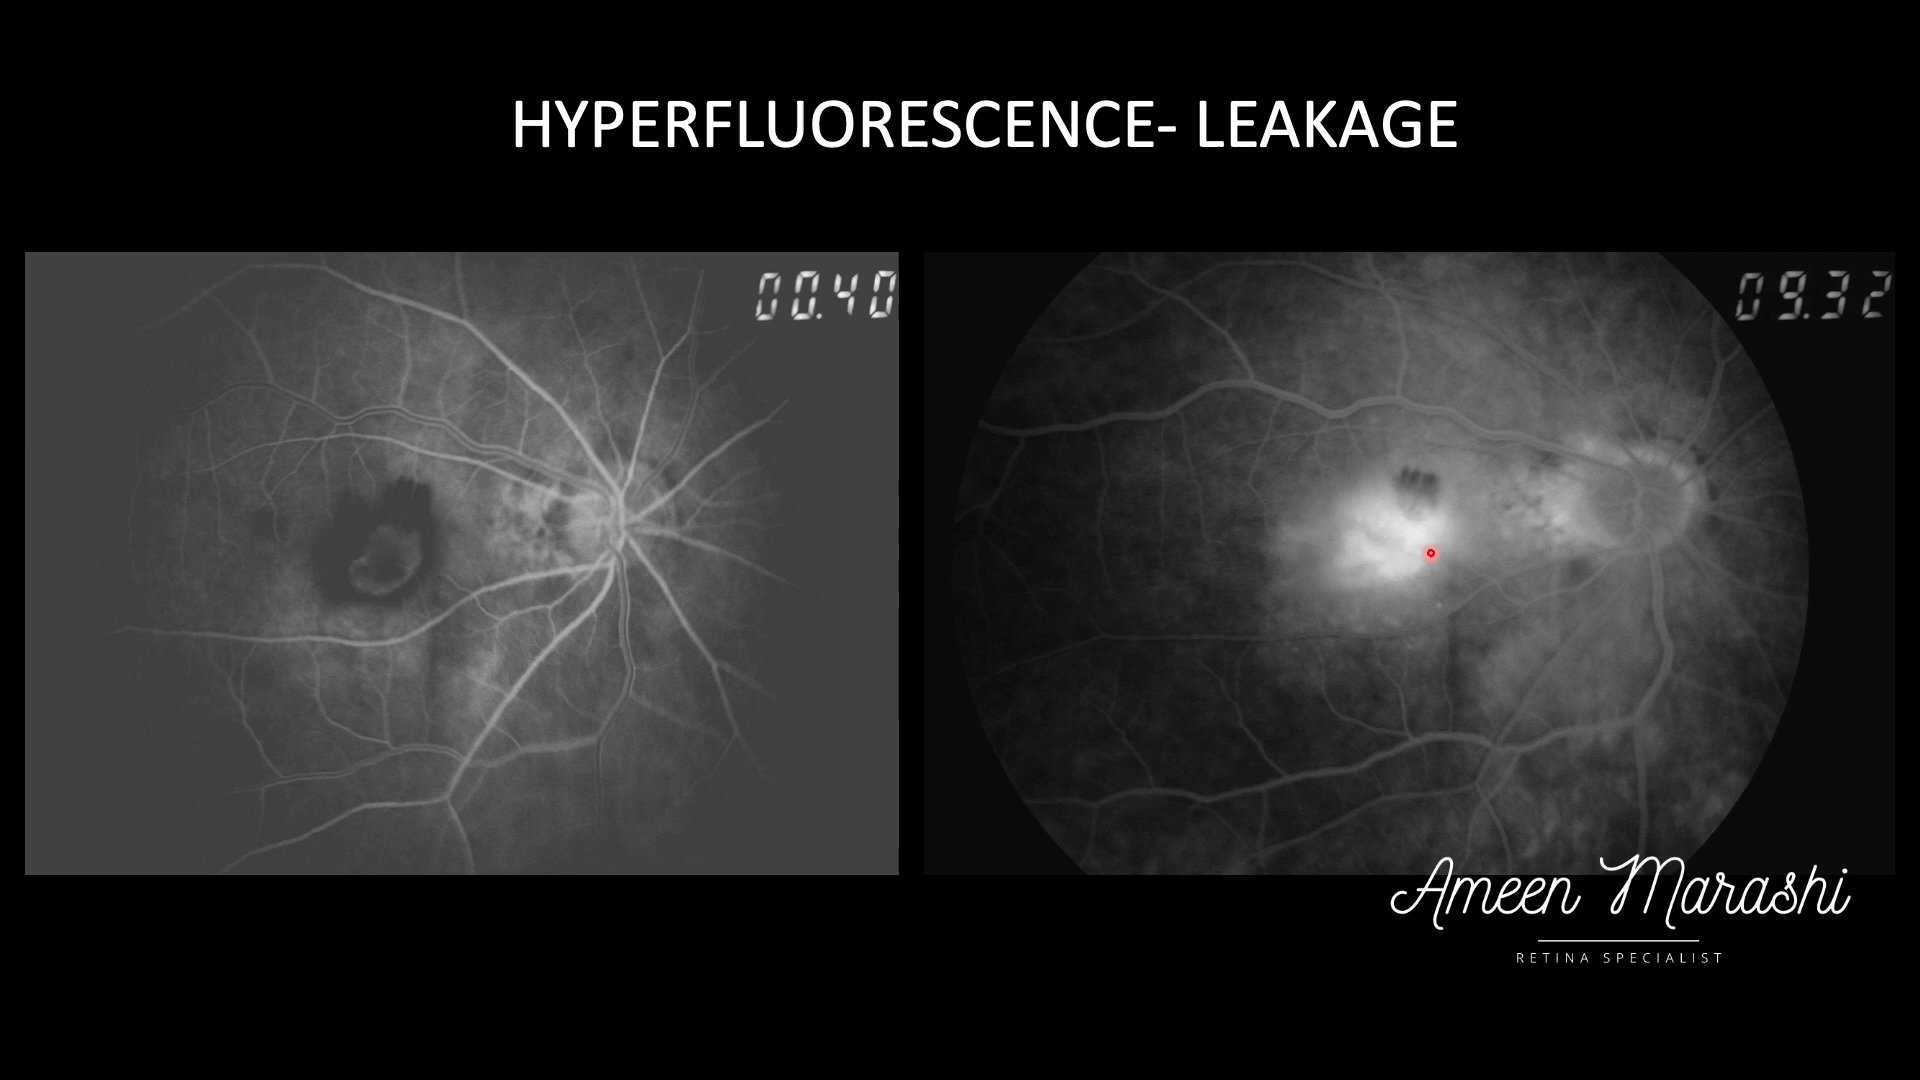 HYPERFLUORESCENCE- LEAKAGE
00.40
09.32
Ameen Marashi
RETINA SPECIALIST